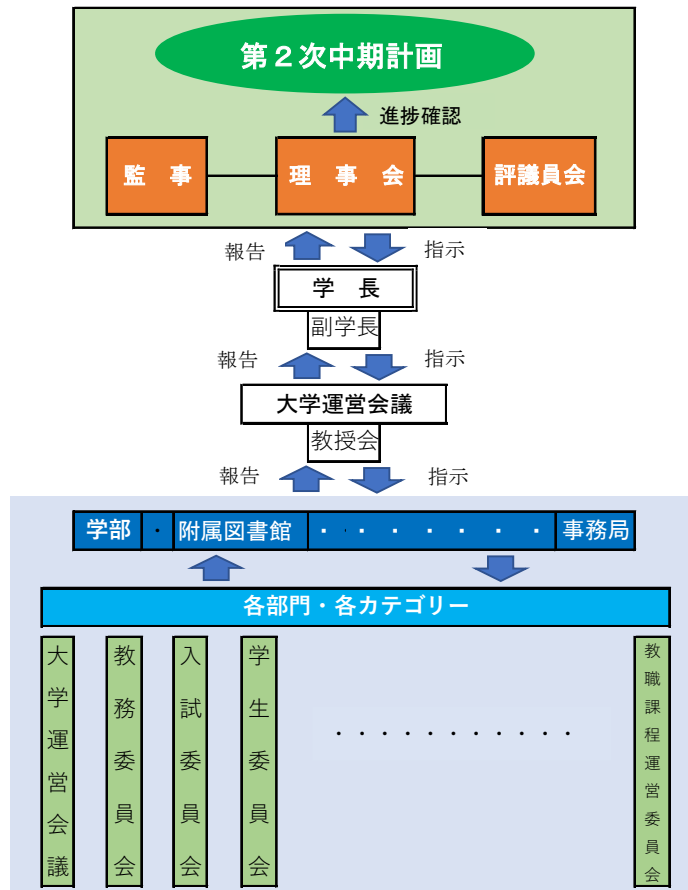 第２次中期計画
進捗確認
監　事
理　事　会
評議員会
報告
指示
学　長
副学長
報告
指示
大学運営会議
教授会
報告
指示
学部
・
附属図書館
・・・・・・・
事務局
各部門・各カテゴリー
大学運営会議
教務委員会
入試委員会
学生委員会
・・・・・・・・・・・
教職課程運営委員会